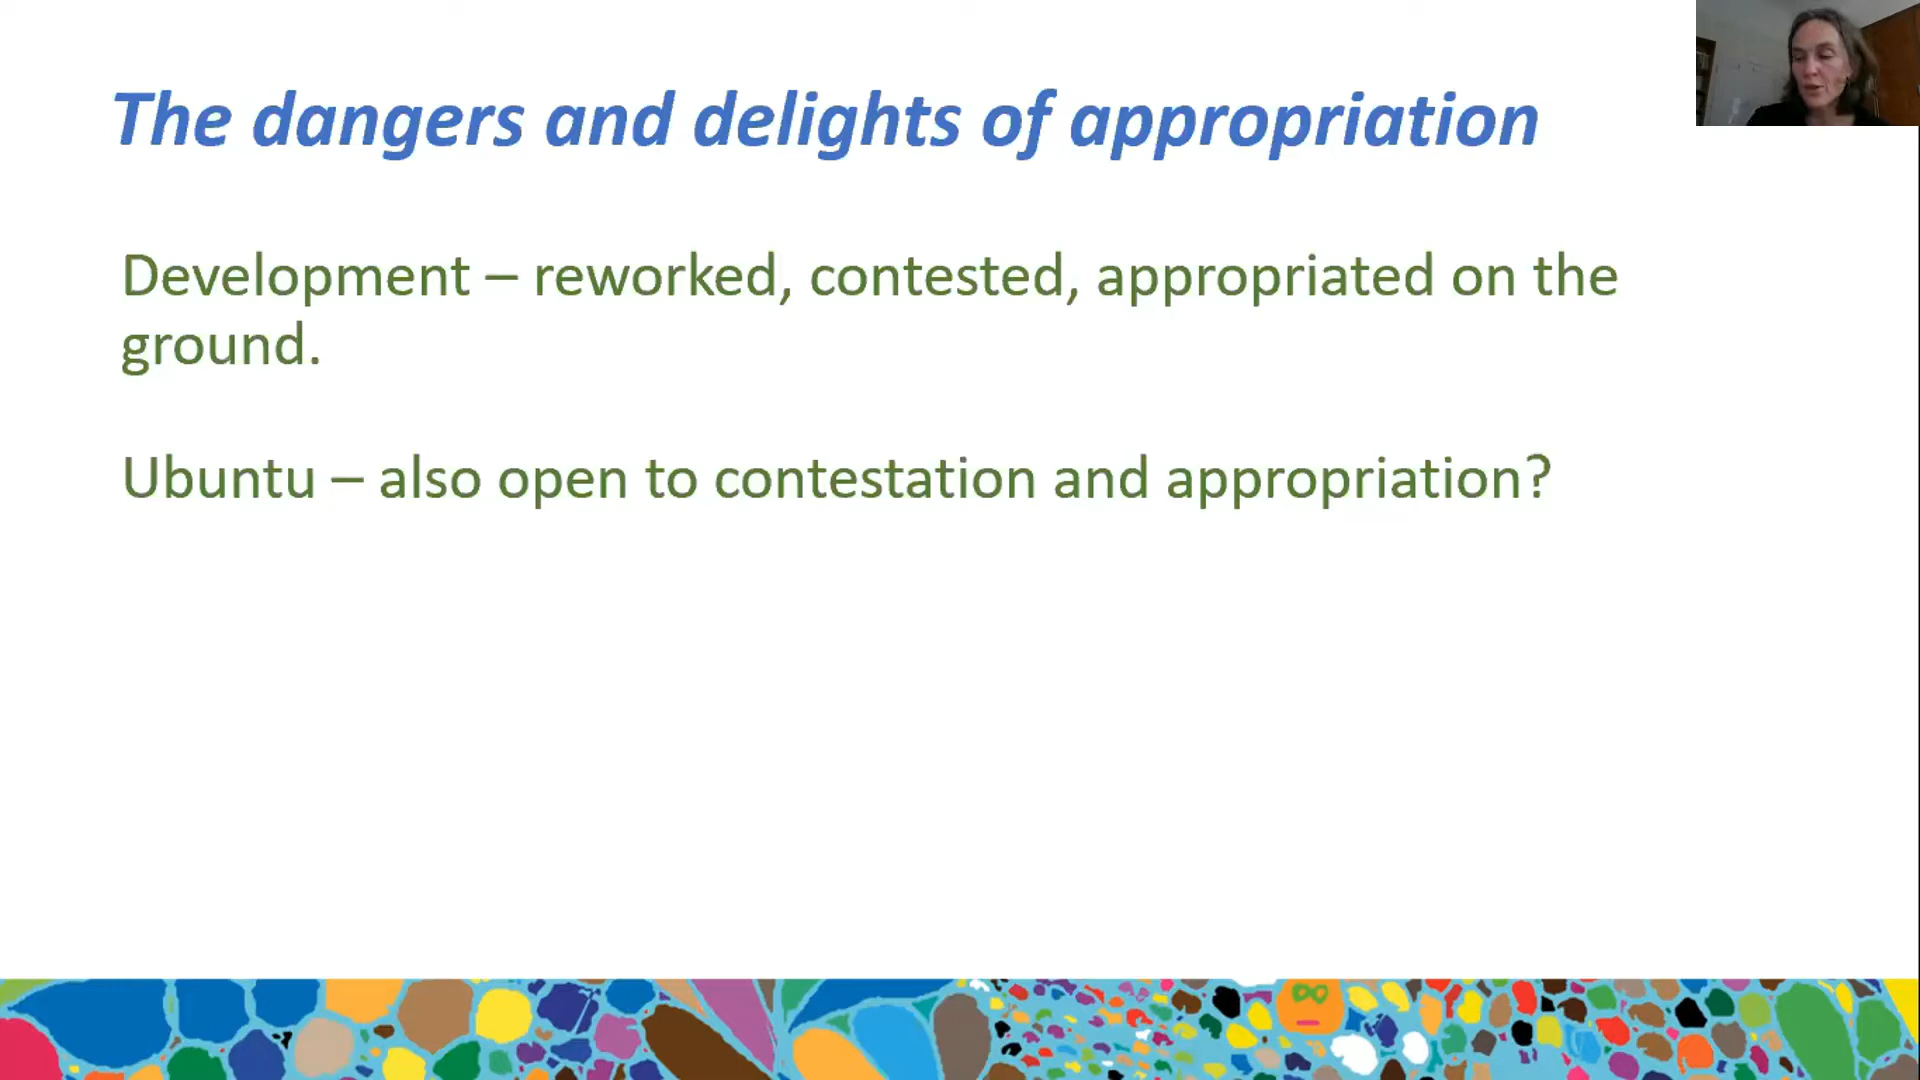 The dangers and delights of appropriation
Development – reworked, contested, appropriated on the
ground.
Ubuntu – also open to contestation and appropriation?